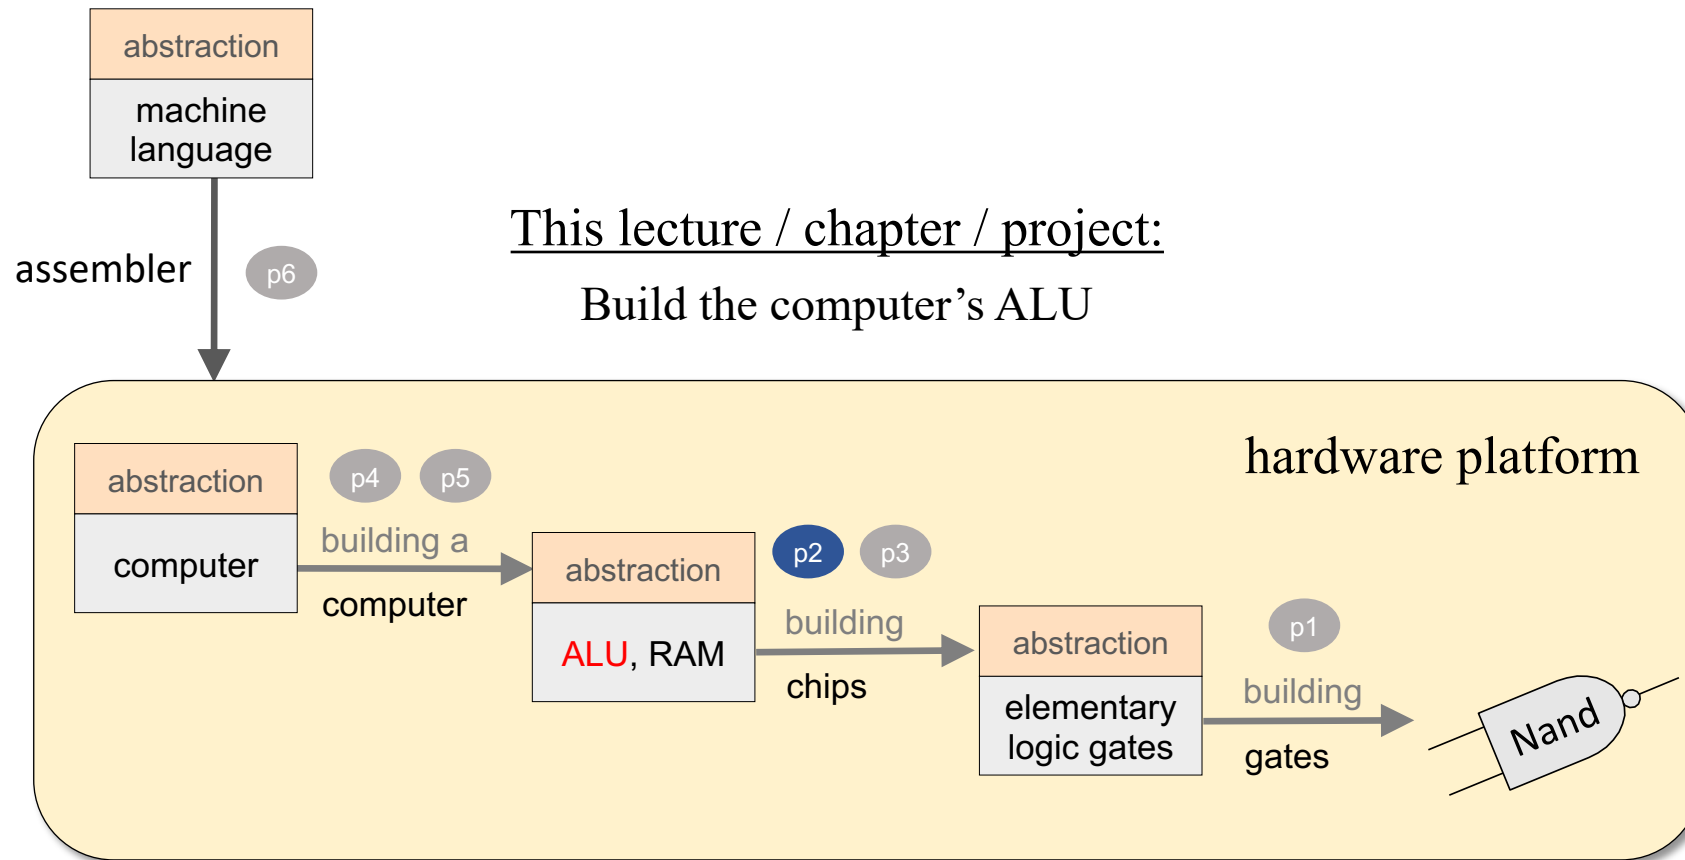 abstraction
machine
language
assembler
p6
This lecture / chapter / project:
Build the computer’s ALU
hardware platform
abstraction
computer
p4
p5
building a
computer
abstraction
ALU, RAM
p2
p3
building
chips
abstraction
elementary
logic gates
p1
building
gates
Nand